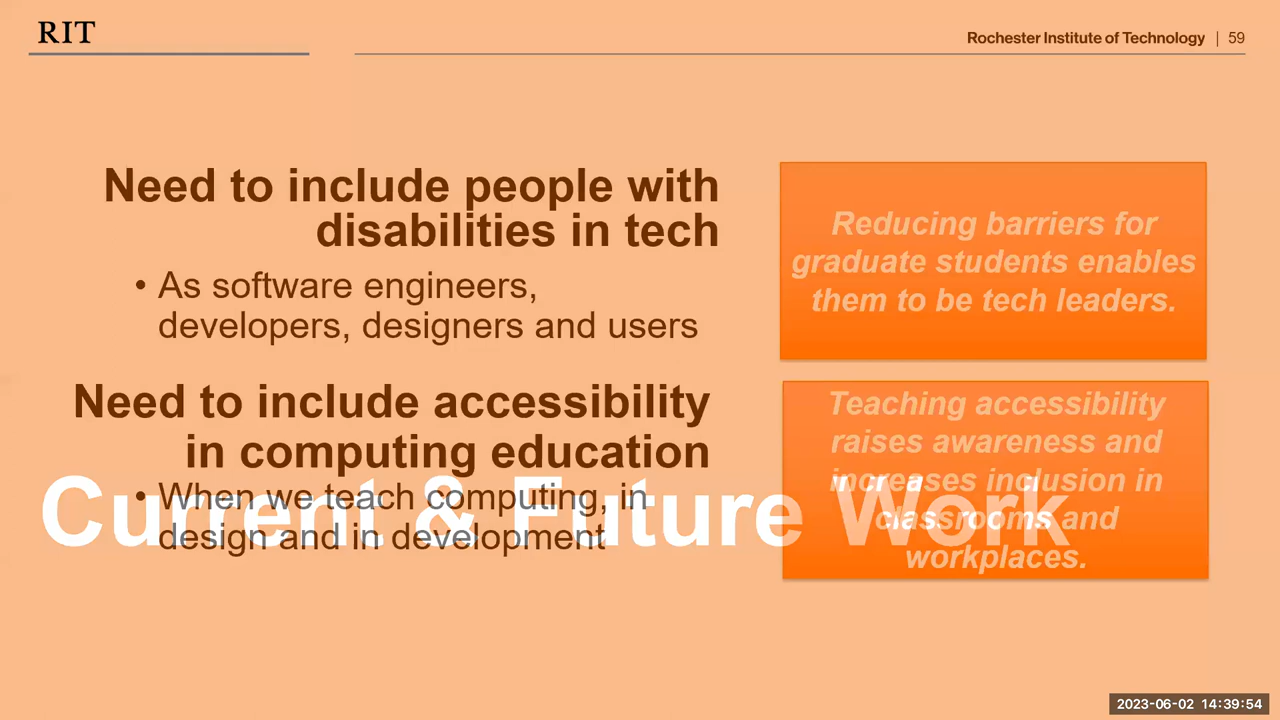 RIT
Rochester Institute of Technology | 59
Need to include people with
disabilities in tech
• As software engineers,
developers, designers and users
Reducing barriers for
graduate students enables
them to be tech leaders.
Need to include accessibility
in computing education
• When we teach computing, in
design and in development
Teaching accessibility
raises awareness and
increases inclusion in
classrooms and
workplaces.
Current & Future Work
2023-06-02 14:39:54